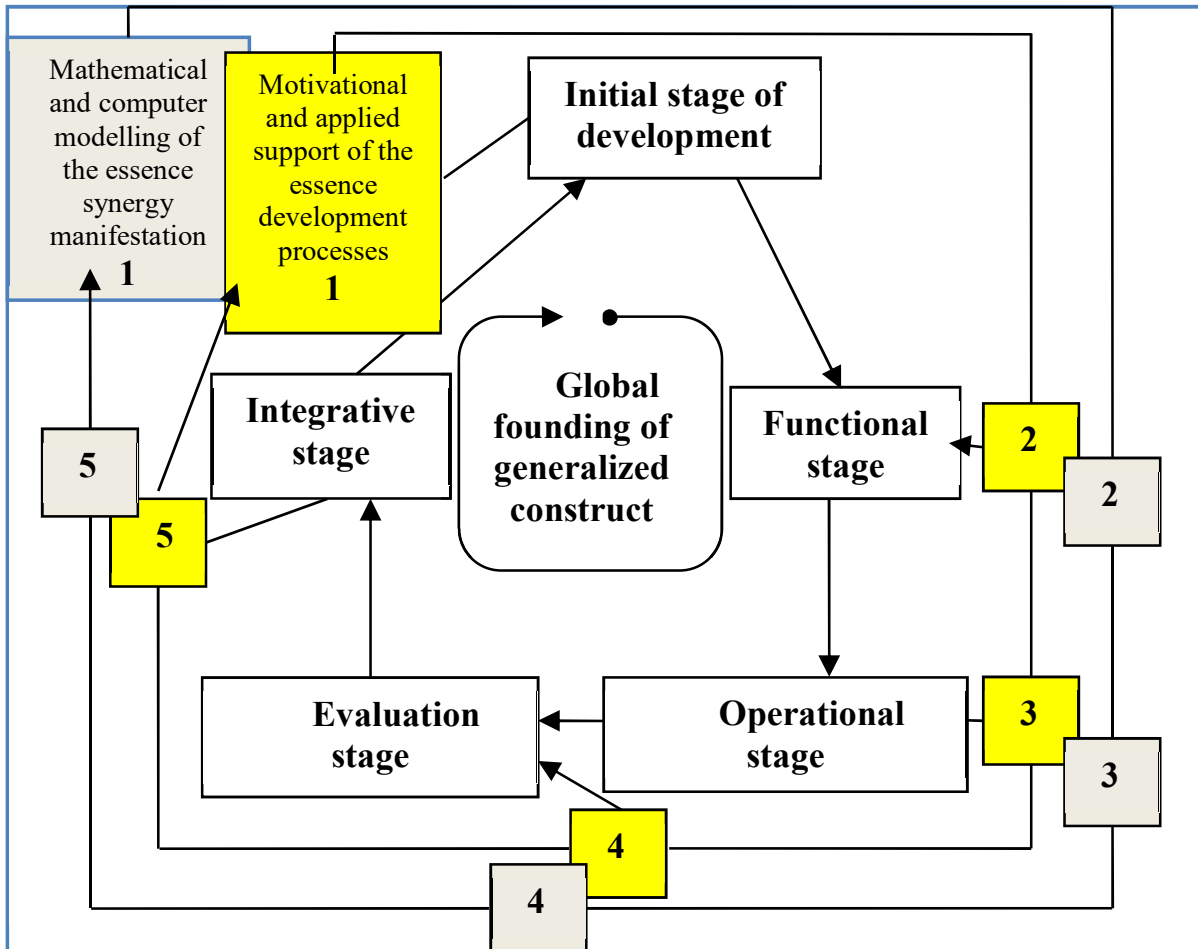 Mathematical
and computer
modelling of
the essence
synergy
manifestation
1
Motivational
and applied
support of the
essence
development
processes
1
Initial stage of
development
Integrative
stage
Global
founding of
generalized
construct
Functional
stage
2
2
5
5
Evaluation
stage
Operational
stage
3
3
4
4